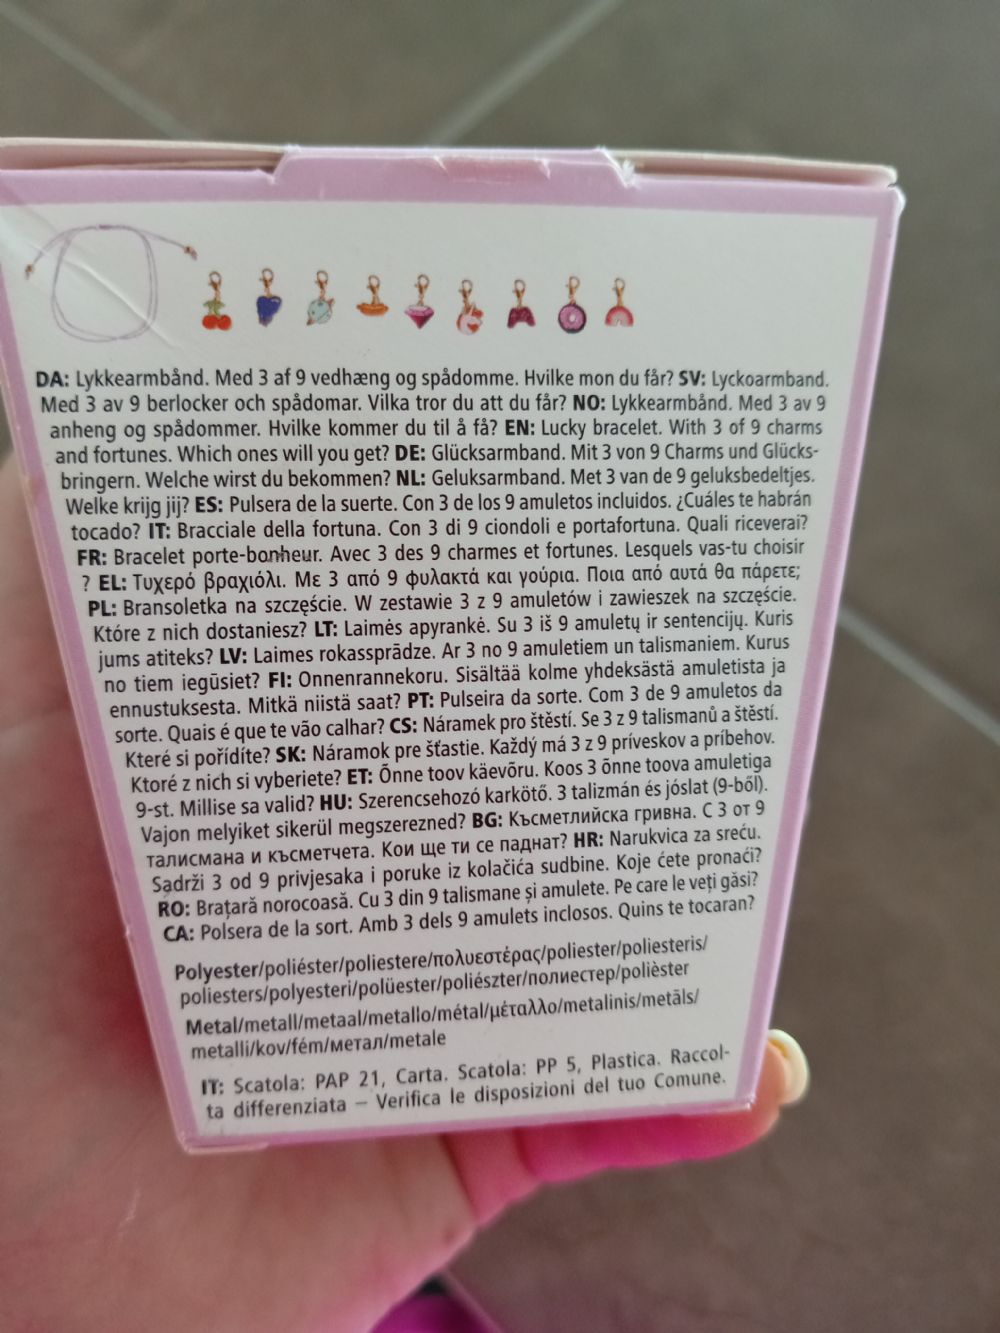 DA: Lykkearmbånd. Med 3 af 9 vedhæng og spådomme. Hvilke mon du får? SV: Lyckoarmband.
Med 3 av 9 berlocker och spådomar. Vilka tror du att du får? NO: Lykkearmbånd. Med 3 av 9
anheng og spådommer. Hvilke kommer du til å få? EN: Lucky bracelet. With 3 of 9 charms
and fortunes. Which ones will you get? DE: Glücksarmband. Mit 3 von 9 Charms und Glücks-
bringern. Welche wirst du bekommen? NL: Geluksarmband. Met 3 van de 9 geluksbedeltjes.
Welke krijg jij? ES: Pulsera de la suerte. Con 3 de los 9 amuletos incluidos. ¿Cuáles te habrán
tocado? IT: Bracciale della fortuna. Con 3 di 9 ciondoli e portafortuna. Quali riceverai?
FR: Bracelet porte-bonheur. Avec 3 des 9 charmes et fortunes. Lesquels vas-tu choisir
? EL: Τυχερό βραχιόλι. Με 3 από 9 φυλακτά και γούρια. Ποια από αυτά θα πάρετε;
PL: Bransoletka na szczęście. W zestawie 3 z 9 amuletów i zawieszek na szczęście.
Które z nich dostaniesz? LT: Laimės apyrankė. Su 3 iš 9 amuletų ir sentencijų. Kuris
jums atiteks? LV: Laimes rokassprādze. Ar 3 no 9 amuletiem un talismaniem. Kurus
no tiem iegūsiet? FI: Onnenrannekoru. Sisältää kolme yhdeksästä amuletista ja
ennustuksesta. Mitkä niistä saat? PT: Pulseira da sorte. Com 3 de 9 amuletos da
sorte. Quais é que te vão calhar? CS: Náramek pro štěstí. Se 3 z 9 talismanů a štěstí.
Které si pořídíte? SK: Náramok pre šťastie. Každý má 3 z 9 príveskov a príbehov.
Ktoré z nich si vyberiete? ET: Õnne toov käevõru. Koos 3 õnne toova amuletiga
9-st. Millise sa valid? HU: Szerencsehozó karkötő. 3 talizmán és jóslat (9-ből).
Vajon melyiket sikerül megszerezned? BG: Късметлийска гривна. С 3 от 9
талисмана и късметчета. Кои ще ти се паднат? HR: Narukvica za sreću.
Sadrži 3 od 9 privjesaka i poruke iz kolačića sudbine. Koje ćete pronaći?
RO: Brațară norocoasă. Cu 3 din 9 talismane și amulete. Pe care le veți găsi?
CA: Polsera de la sort. Amb 3 dels 9 amulets inclosos. Quins te tocaran?
Polyester/poliéster/poliestere/πολυεστέρας/poliester/poliesteris/
poliesters/polyesteri/polüester/poliészter/полиестер/polièster
Metal/metall/metaal/metallo/métal/μέταλλο/metalinis/metāls/
metalli/kov/fém/метал/metale
IT: Scatola: PAP 21, Carta. Scatola: PP 5, Plastica. Raccol-
ta differenziata – Verifica le disposizioni del tuo Comune.